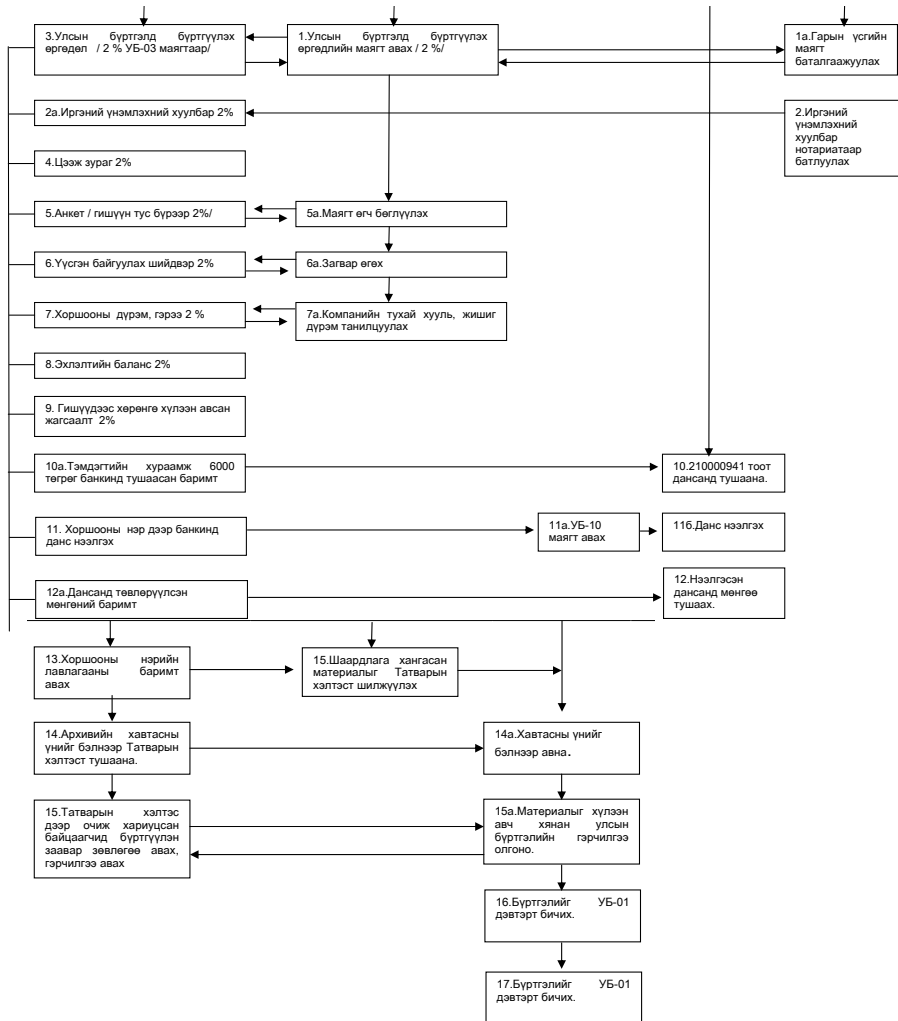 3.Улсын бүртгэлд бүртгүүлэх
өргөдөл / 2 % УБ-03 маягтаар/
1.Улсын бүртгэлд бүртгүүлэх
өргөдлийн маягт авах / 2 %/
1а.Гарын үсгийн
маягт
баталгаажуулах
2а.Иргэний үнэмлэхний хуулбар 2%
2.Иргэний
үнэмлэхний
хуулбар
нотариатаар
батлуулах
4.Цээж зураг 2%
5.Анкет / гишүүн тус бүрээр 2%/
5а.Маягт өгч бөглүүлэх
6.Үүсгэн байгуулах шийдвэр 2%
6а.Загвар өгөх
7.Хоршооны дүрэм, гэрээ 2 %
7а.Компанийн тухай хууль, жишиг
дүрэм танилцуулах
8.Эхлэлтийн баланс 2%
9. Гишүүдээс хөрөнгө хүлээн авсан
жагсаалт 2%
10а.Тэмдэгтийн хураамж 6000
төгрөг банкинд тушаасан баримт
10.210000941 тоот
дансанд тушаана.
11. Хоршооны нэр дээр банкинд
данс нээлгэх
11а.УБ-10
маягт авах
11б.Данс нээлгэх
12а.Дансанд төвлөрүүлсэн
мөнгөний баримт
12.Нээлгэсэн
дансанд мөнгөө
тушаах.
13.Хоршооны нэрийн
лавлагааны баримт
авах
15.Шаардлага хангасан
материалыг Татварын
хэлтэст шилжүүлэх
14.Архивийн хавтасны
үнийг бэлнээр Татварын
хэлтэст тушаана.
14а.Хавтасны үнийг
бэлнээр авна.
15.Татварын хэлтэс
дээр очиж хариуцсан
байцаагчид бүртгүүлэн
заавар зөвлөгөө авах,
гэрчилгээ авах
15а.Материалыг хүлээн
авч хянан улсын
бүртгэлийн гэрчилгээ
олгоно.
16.Бүртгэлийг УБ-01
дэвтэрт бичих.
17.Бүртгэлийг УБ-01
дэвтэрт бичих.